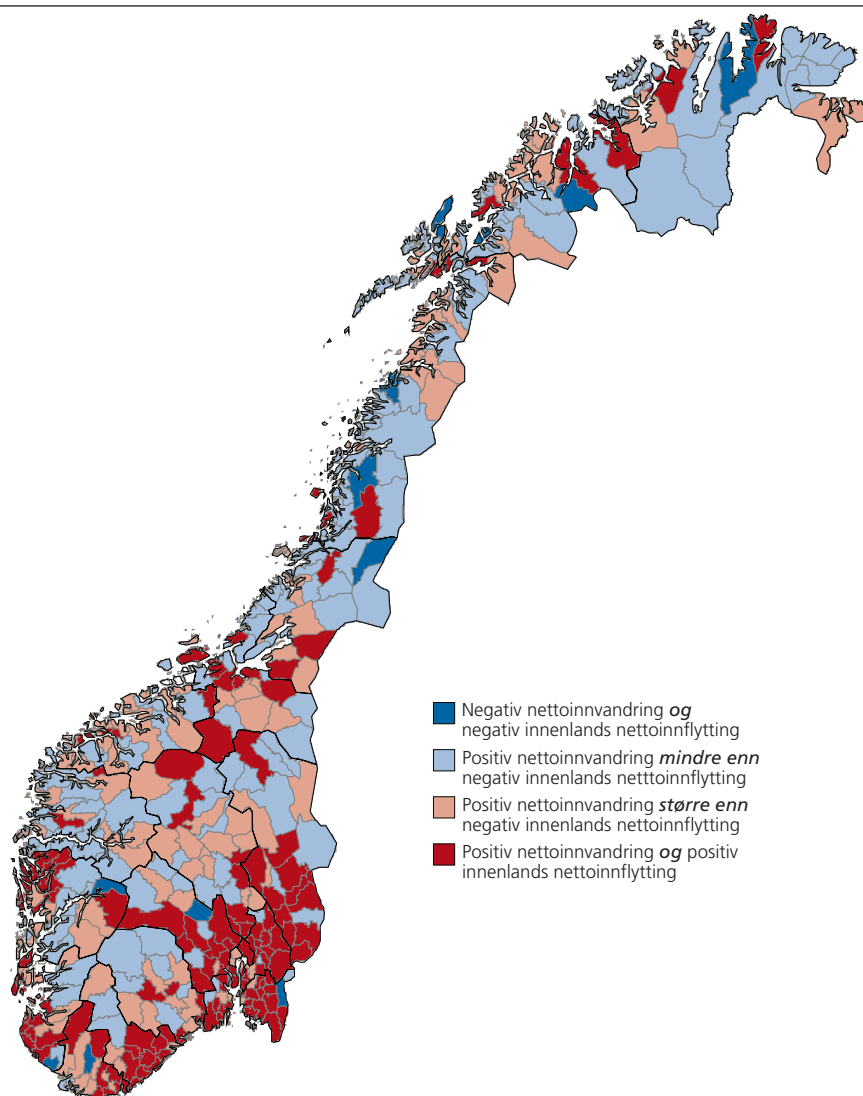 Negativ nettoinnvandring og
negativ innenlands nettoinnflytting
Positiv nettoinnvandring mindre enn
negativ innenlands netttoinnflytting
Positiv nettoinnvandring større enn
negativ innenlands nettoinnflytting
Positiv nettoinnvandring og positiv
innenlands nettoinnflytting